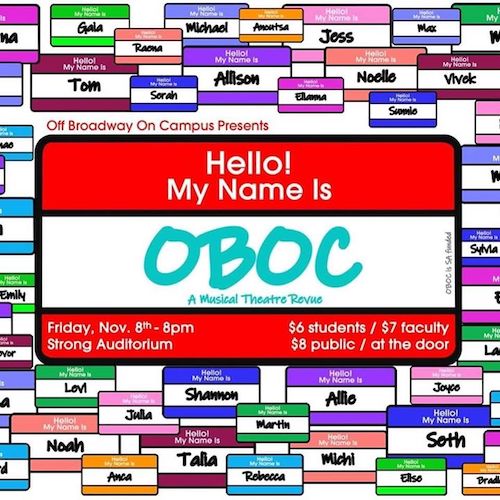 Hello!
My Name Is
Gaia
Hello!
My Name Is
Raena
Hello!
My Name Is
Michael
Hello!
My Name Is
Hello!
My Name Is
Jess
Hello!
My Name Is
Max
Hello!
My Name Is
Tom
Hello!
My Name Is
Sarah
Hello!
My Name Is
Allison
Hello!
My Name Is
Elianna
Hello!
My Name Is
Noelle
Hello!
My Name Is
Sunnie
Hello!
My Name Is
Vivek
Off Broadway On Campus Presents
Hello!
My Name Is
OBOC
A Musical Theatre Revue
Friday, Nov. 8th - 8pm
Strong Auditorium
$6 students / $7 faculty
$8 public / at the door
OBOC is SA funded
Sylvia
Emily
Hello!
My Name Is
Levi
Hello!
My Name Is
Julia
Hello!
My Name Is
Shannon
Hello!
My Name Is
Martin
Hello!
My Name Is
Allie
Hello!
My Name Is
Joyce
Hello!
My Name Is
Noah
Hello!
My Name Is
Anca
Hello!
My Name Is
Talia
Hello!
My Name Is
Rebecca
Hello!
My Name Is
Michi
Hello!
My Name Is
Elise
Hello!
My Name Is
Seth
Hello!
My Name Is